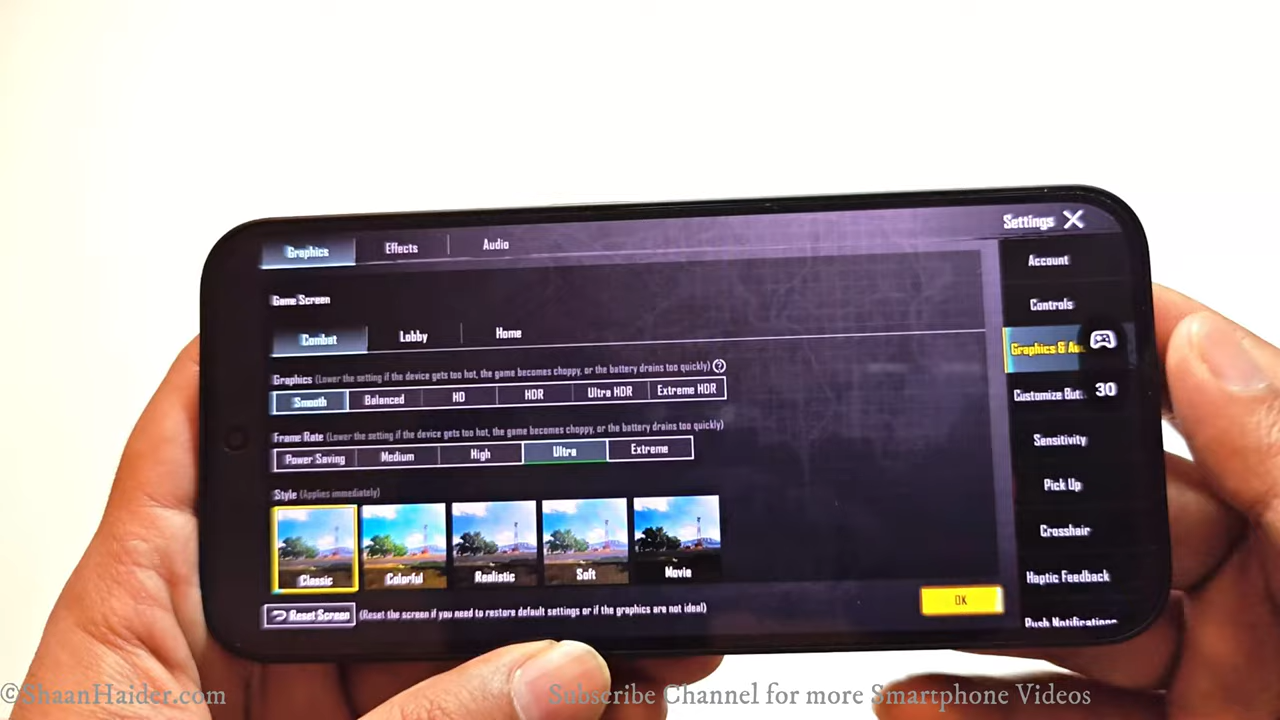 Settings X
Graphics Effects Audio
Account
Game Screen
Controls
Combat Lobby Home
Graphics &
Graphics (Lower the setting if the device gets too hot, the game becomes choppy, or the battery drains too quickly) ?
Smooth Balanced HD HDR Ultra HDR Extreme HDR
Customize 30
Frame Rate (Lower the setting if the device gets too hot, the game becomes choppy, or the battery drains too quickly)
Power Saving Medium High Ultra Extreme
Sensitivity
Pick Up
Style (Applies immediately)
Crosshair
Classic Colorful Realistic Soft Movie
Haptic Feedback
OK
Reset Screen (Reset the screen if you need to restore default settings or if the graphics are not ideal)
Push Notifications
©ShaanHaider.com
Subscribe Channel for more Smartphone Videos